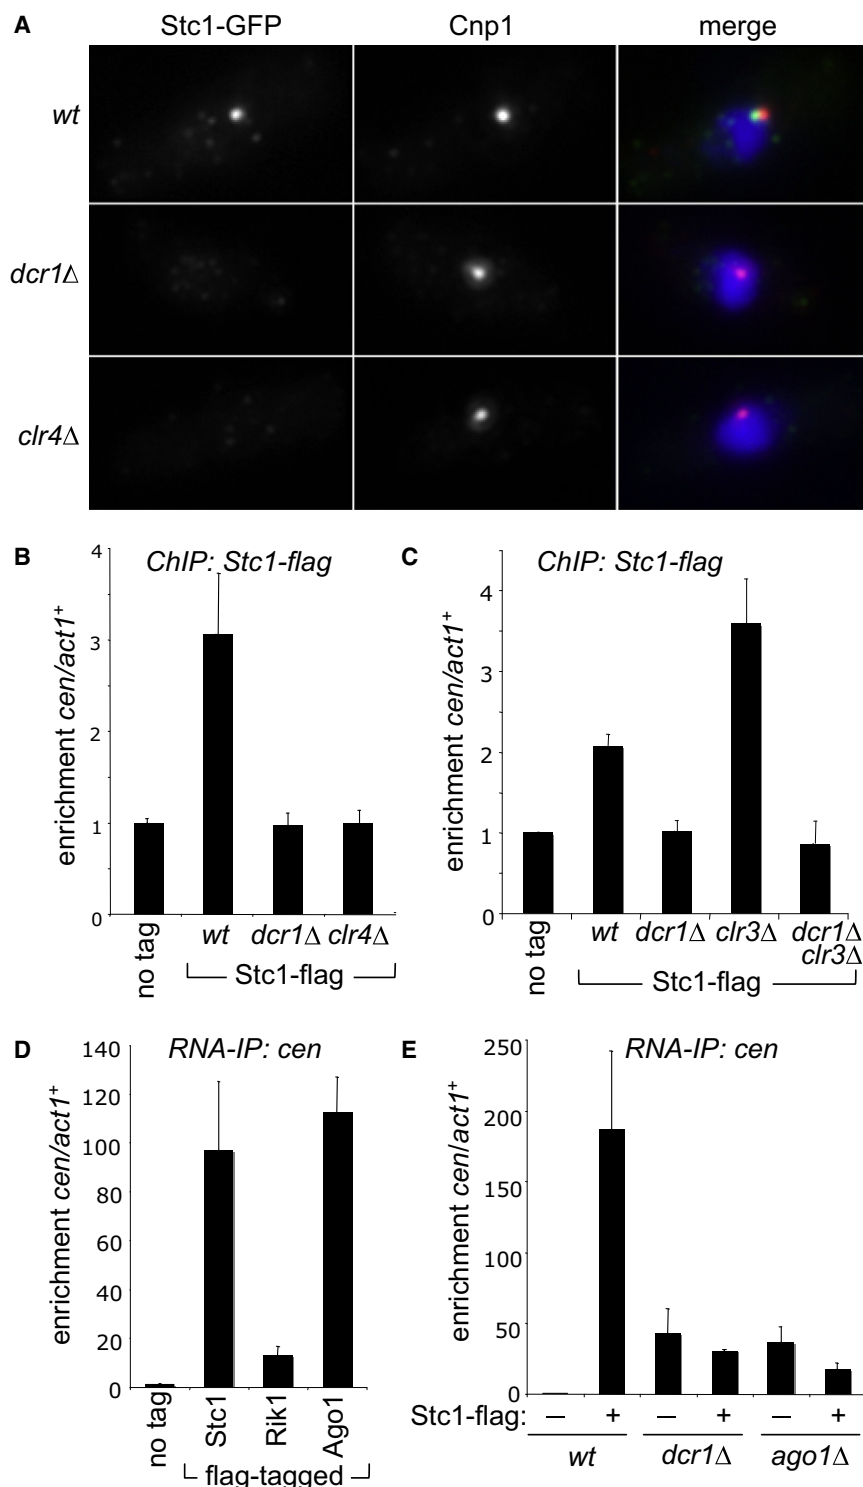 A
Stc1-GFP Cnp1 merge
wt
dcr1Δ
clr4Δ
B
ChIP: Stc1-flag
enrichment cen/act1+
4
3
2
1
0
no tag
wt dcr1Δ clr4Δ
Stc1-flag
C
ChIP: Stc1-flag
enrichment cen/act1+
4
3
2
1
0
no tag
wt dcr1Δ clr3Δ dcr1Δ
clr3Δ
Stc1-flag
D
RNA-IP: cen
enrichment cen/act1+
140
120
100
80
60
40
20
0
no tag
Stc1
Rik1
Ago1
flag-tagged
E
RNA-IP: cen
enrichment cen/act1+
250
200
150
100
50
0
Stc1-flag: – + – + – +
wt dcr1Δ ago1Δ